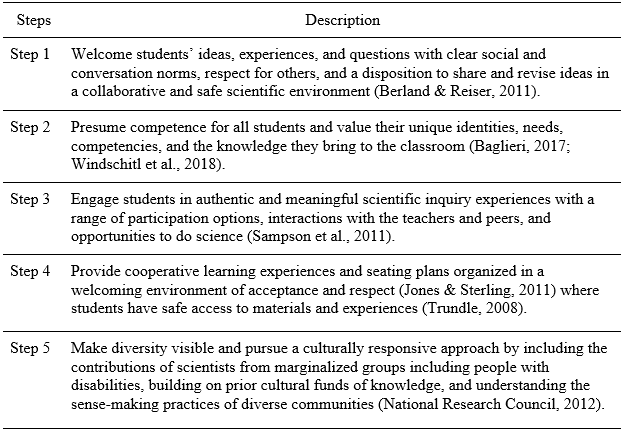 Steps Description
Step 1 Welcome students’ ideas, experiences, and questions with clear social and
conversation norms, respect for others, and a disposition to share and revise ideas in
a collaborative and safe scientific environment (Berland & Reiser, 2011).
Step 2 Presume competence for all students and value their unique identities, needs,
competencies, and the knowledge they bring to the classroom (Baglieri, 2017;
Windschitl et al., 2018).
Step 3 Engage students in authentic and meaningful scientific inquiry experiences with a
range of participation options, interactions with the teachers and peers, and
opportunities to do science (Sampson et al., 2011).
Step 4 Provide cooperative learning experiences and seating plans organized in a
welcoming environment of acceptance and respect (Jones & Sterling, 2011) where
students have safe access to materials and experiences (Trundle, 2008).
Step 5 Make diversity visible and pursue a culturally responsive approach by including the
contributions of scientists from marginalized groups including people with
disabilities, building on prior cultural funds of knowledge, and understanding the
sense-making practices of diverse communities (National Research Council, 2012).